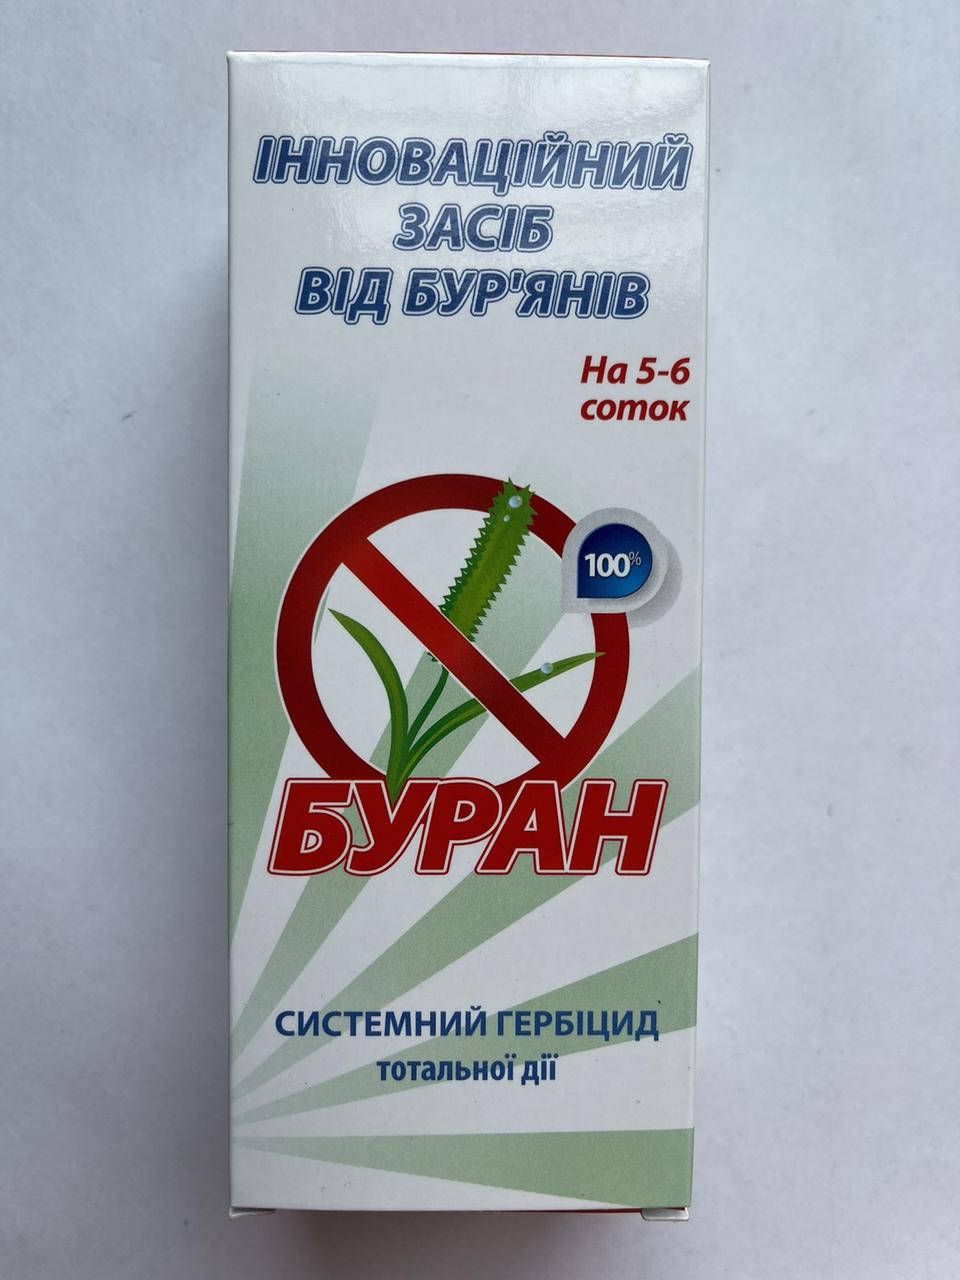 ІННОВАЦІЙНИЙ
ЗАСІБ
ВІД БУР'ЯНІВ
На 5-6
соток
100%
БУРАН
СИСТЕМНИЙ ГЕРБІЦИД
тотальної дії